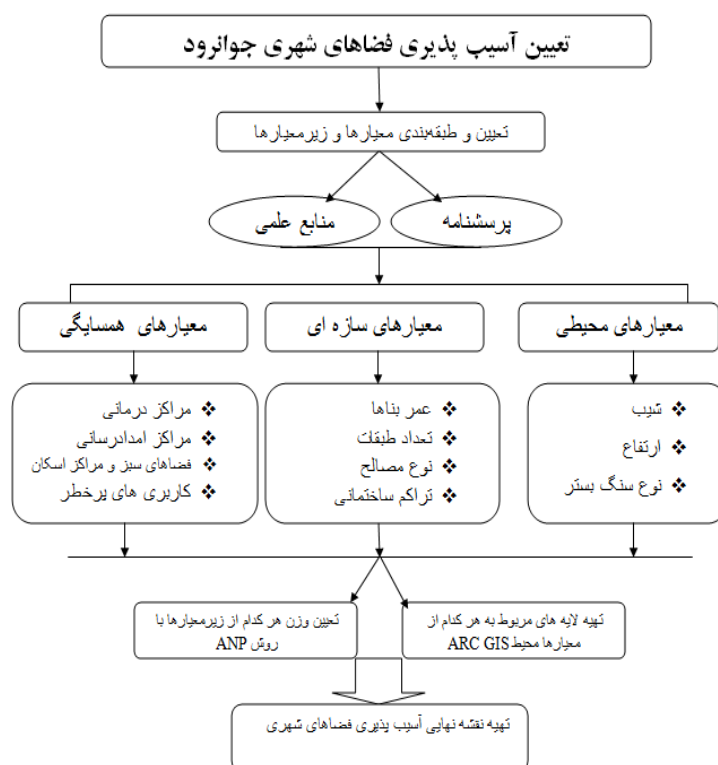 تعیین آسیب پذیری فضاهای شهری جوانرود
تعیین و طبقه‌بندی معیارها و زیرمعیارها
پرسشنامه
منابع علمی
معیارهای محیطی
معیارهای سازه ای
معیارهای همسایگی
❖ شیب
❖ ارتفاع
❖ نوع سنگ بستر
❖ عمر بناها
❖ تعداد طبقات
❖ نوع مصالح
❖ تراکم ساختمانی
❖ مراکز درمانی
❖ مراکز امدادرسانی
❖ فضاهای سبز و مراکز اسکان
❖ کاربری های پرخطر
تهیه لایه های مربوط به هر کدام از
معیارها محیط ARC GIS
تعیین وزن هر کدام از زیرمعیارها با
روش ANP
تهیه نقشه نهایی آسیب پذیری فضاهای شهری